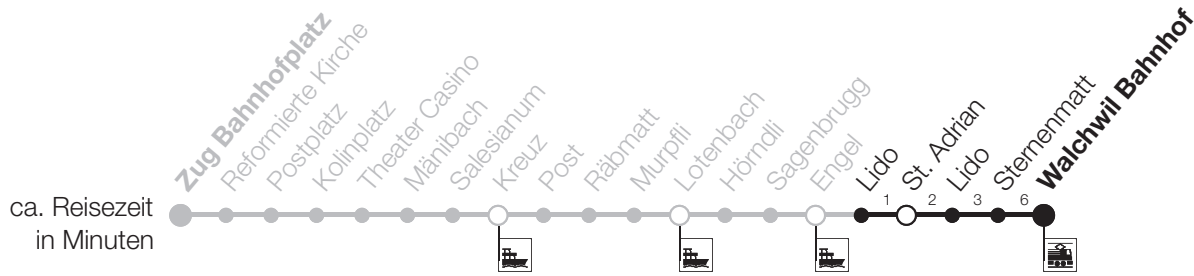 Zug Bahnhofplatz
Reformierte Kirche
Postplatz
Kolinplatz
Theater Casino
Mänibach
Salesianum
Kreuz
Post
Räbmatt
Murpfli
Lotenbach
Hörndli
Sagenbrugg
Engel
Lido
St. Adrian
Lido
Sternenmatt
Walchwil Bahnhof
ca. Reisezeit
in Minuten
1 2 3 6